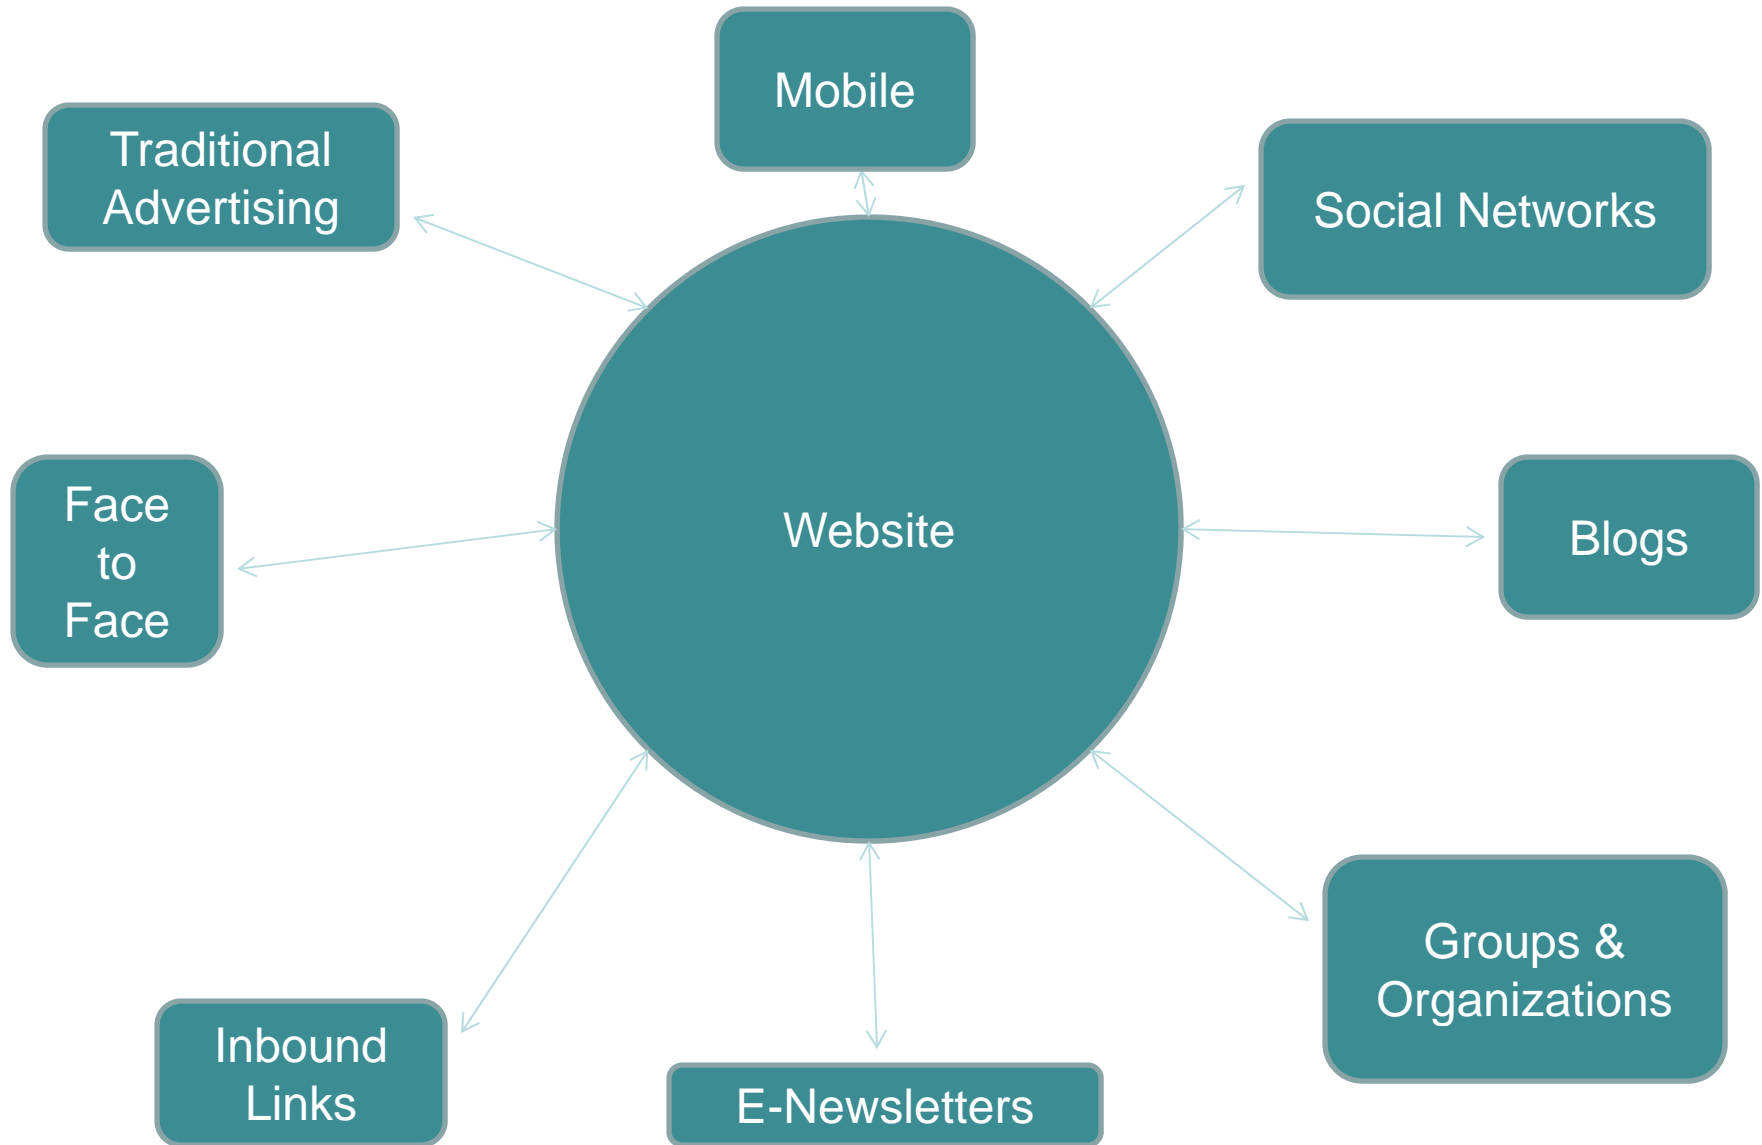 Mobile
Traditional
Advertising
Social Networks
Face
to
Face
Website
Blogs
Groups &
Organizations
Inbound
Links
E-Newsletters